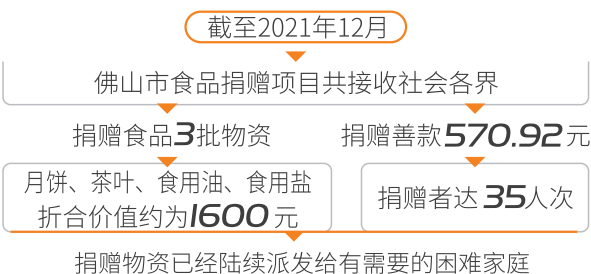 截至2021年12月
佛山市食品捐赠项目共接收社会各界
捐赠食品3批物资
捐赠善款570.92元
月饼、茶叶、食用油、食用盐
折合价值约为1600元
捐赠者达35人次
捐赠物资已经陆续派发给有需要的困难家庭